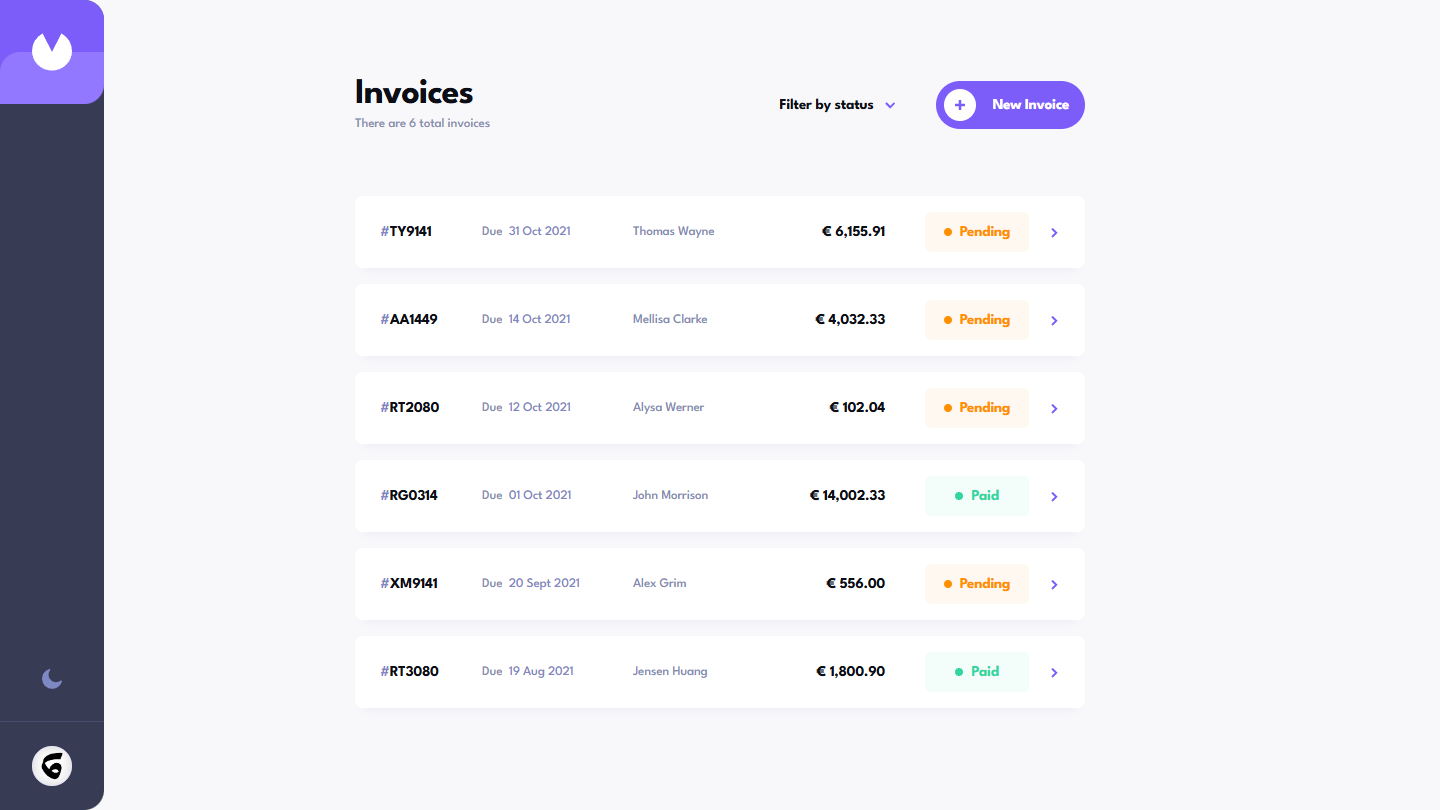 Invoices
There are 6 total invoices
Filter by status
New Invoice
#TY9141 Due 31 Oct 2021 Thomas Wayne € 6,155.91 Pending
#AA1449 Due 14 Oct 2021 Mellisa Clarke € 4,032.33 Pending
#RT2080 Due 12 Oct 2021 Alysa Werner € 102.04 Pending
#RG0314 Due 01 Oct 2021 John Morrison € 14,002.33 Paid
#XM9141 Due 20 Sept 2021 Alex Grim € 556.00 Pending
#RT3080 Due 19 Aug 2021 Jensen Huang € 1,800.90 Paid